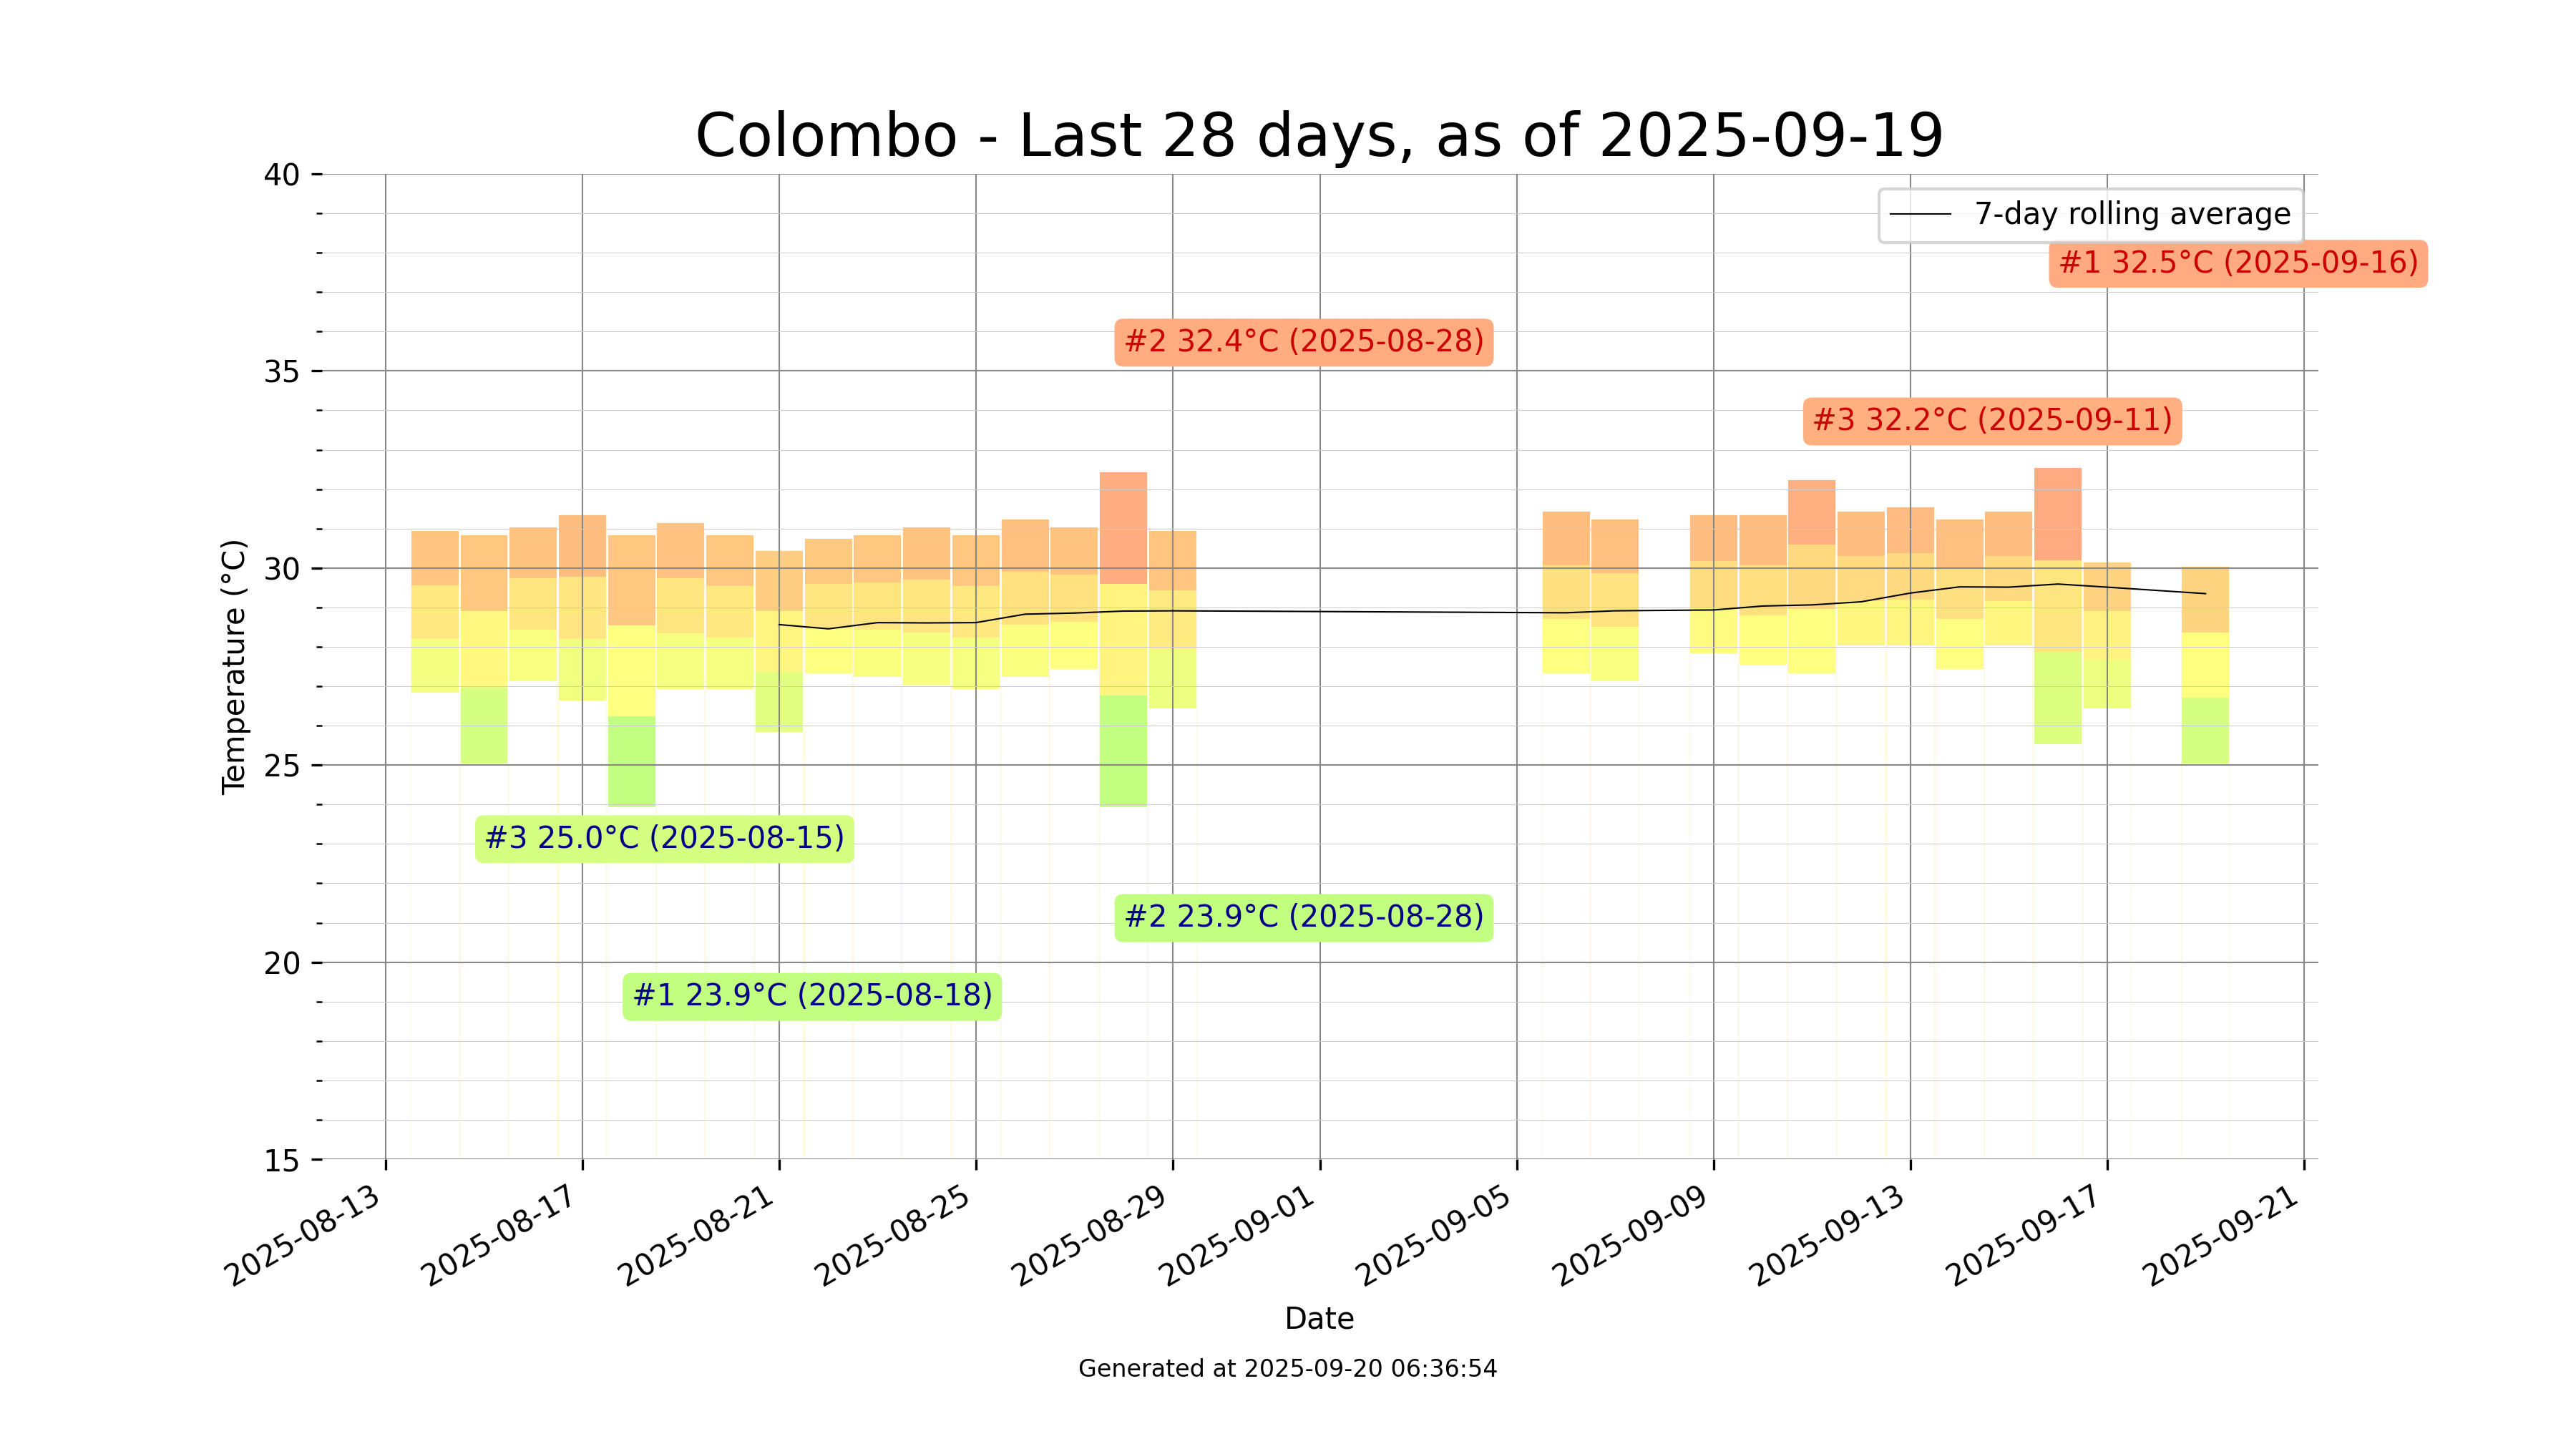 Colombo - Last 28 days, as of 2025-09-19
40
7-day rolling average
#1 32.5°C (2025-09-16)
#2 32.4°C (2025-08-28)
35
#3 32.2°C (2025-09-11)
30
Temperature (°C)
25
#3 25.0°C (2025-08-15)
#2 23.9°C (2025-08-28)
20
#1 23.9°C (2025-08-18)
15
2025-08-13
2025-08-17
2025-08-21
2025-08-25
2025-08-29
2025-09-01
2025-09-05
2025-09-09
2025-09-13
2025-09-17
2025-09-21
Date
Generated at 2025-09-20 06:36:54